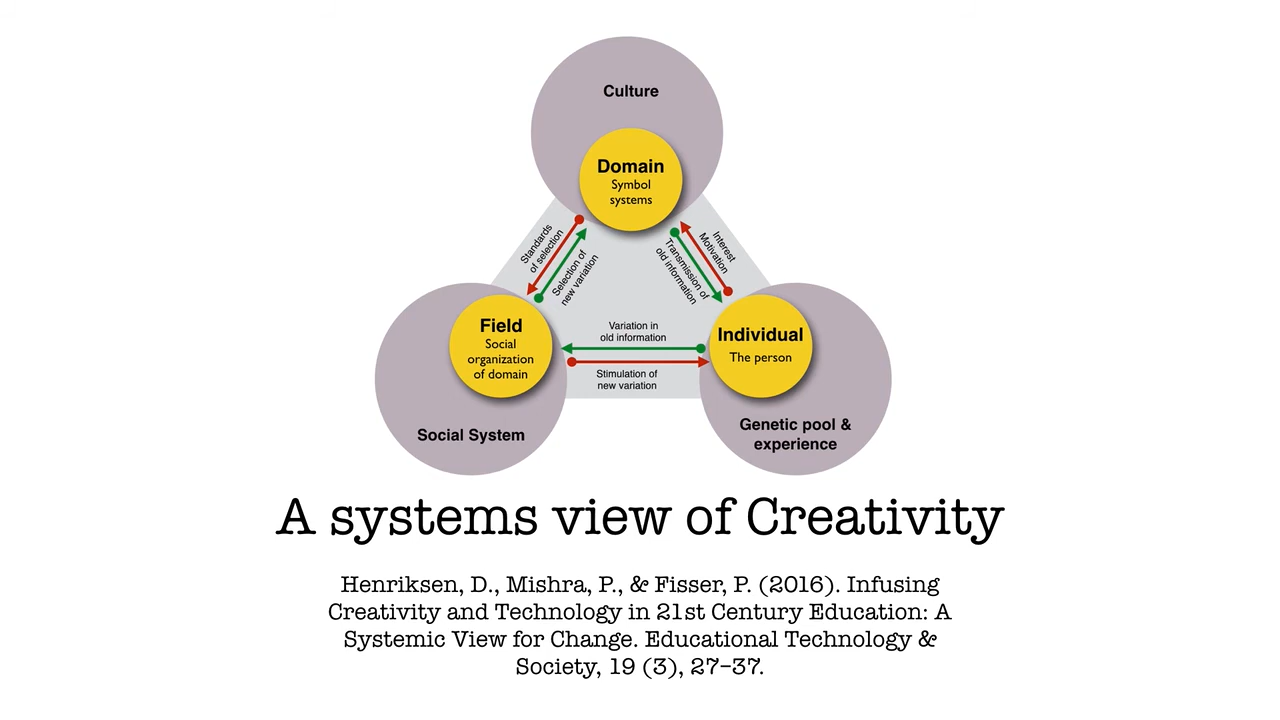 Culture
Domain
Symbol
systems
Standards
of selection
Selection of
new variation
Interest
Motivation
Transmission of
old information
Field
Social
organization
of domain
Variation in
old information
Stimulation of
new variation
Individual
The person
Social System
Genetic pool &
experience
A systems view of Creativity
Henriksen, D., Mishra, P., & Fisser, P. (2016). Infusing
Creativity and Technology in 21st Century Education: A
Systemic View for Change. Educational Technology &
Society, 19 (3), 27–37.